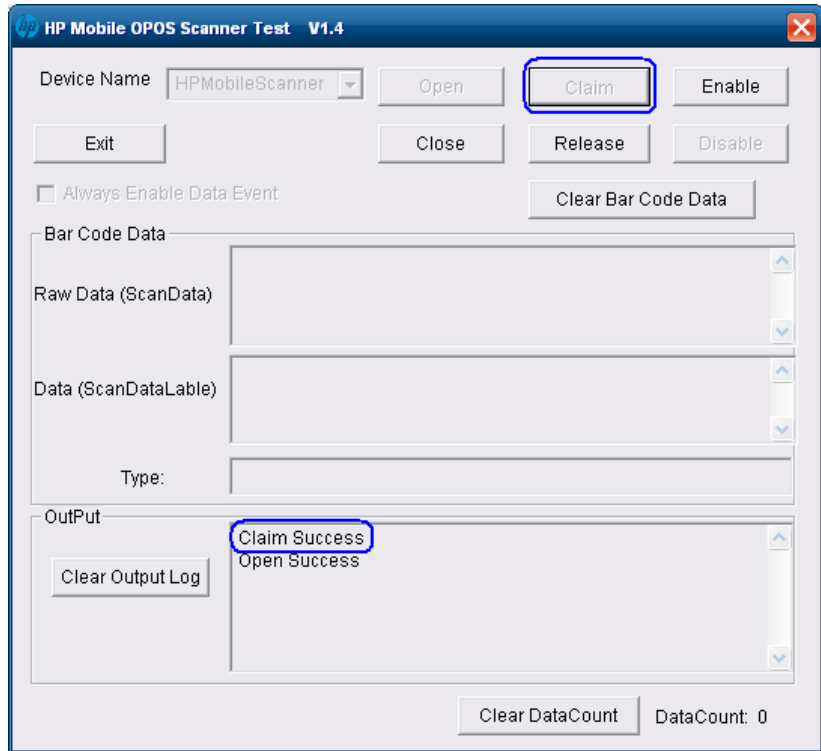 HP Mobile OPOS Scanner Test V1.4
Device Name HPMobileScanner Open Claim Enable
Exit Close Release Disable
Always Enable Data Event Clear Bar Code Data
Bar Code Data
Raw Data (ScanData)
Data (ScanDataLable)
Type:
OutPut
Claim Success
Open Success
Clear Output Log
Clear DataCount DataCount: 0